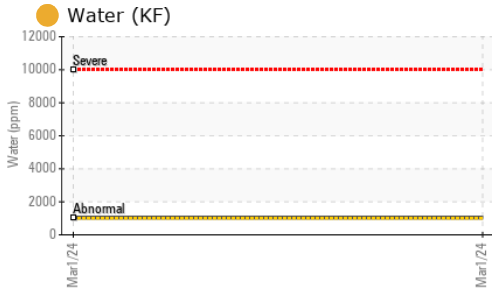 Water (KF)
12000
10000
8000
6000
4000
2000
0
Water (ppm)
Severe
Abnormal
Mar1/24
Mar1/24